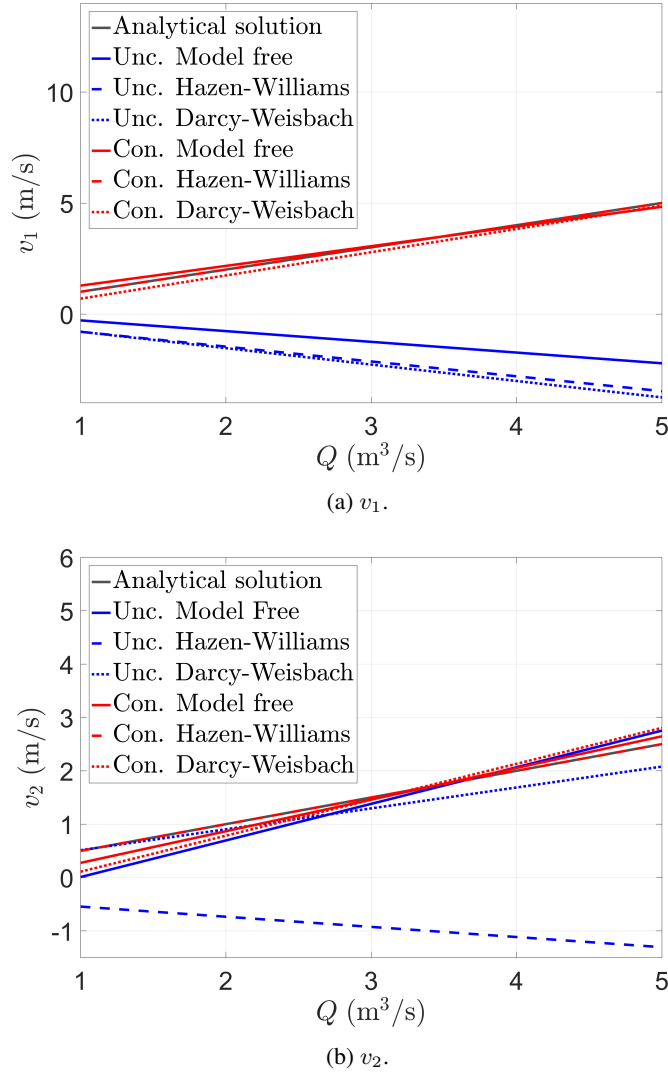 Analytical solution
Unc. Model free
Unc. Hazen-Williams
Unc. Darcy-Weisbach
Con. Model free
Con. Hazen-Williams
Con. Darcy-Weisbach
10
5
0
v₁ (m/s)
1 2 3 4 5
Q (m³/s)
(a) v₁.
6
5
4
3
2
1
0
-1
v₂ (m/s)
Analytical solution
Unc. Model Free
Unc. Hazen-Williams
Unc. Darcy-Weisbach
Con. Model free
Con. Hazen-Williams
Con. Darcy-Weisbach
1 2 3 4 5
Q (m³/s)
(b) v₂.